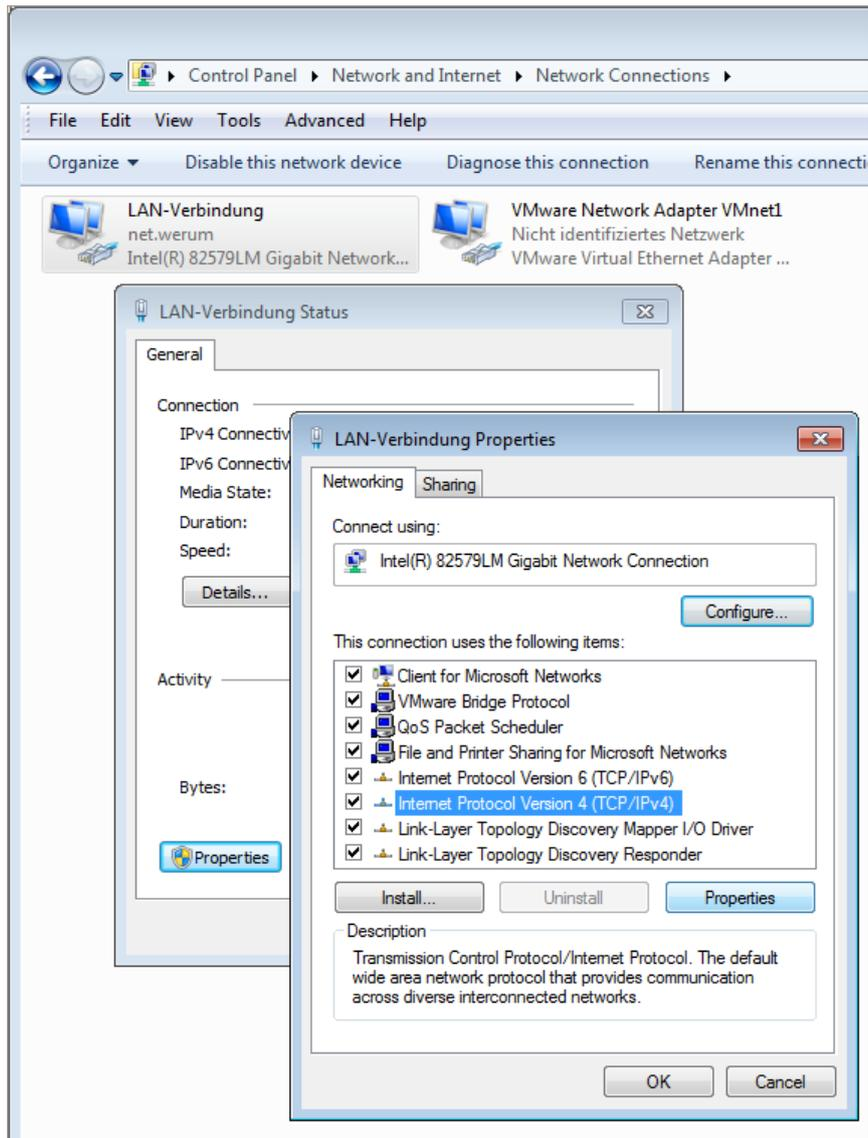 Control Panel ▸ Network and Internet ▸ Network Connections ▸
File Edit View Tools Advanced Help
Organize Disable this network device Diagnose this connection Rename this connecti
LAN-Verbindung
net.werum
Intel(R) 82579LM Gigabit Network...
VMware Network Adapter VMnet1
Nicht identifiziertes Netzwerk
VMware Virtual Ethernet Adapter ...
LAN-Verbindung Status
General
Connection
IPv4 Connectiv
IPv6 Connectiv
Media State:
Duration:
Speed:
Details...
Activity
Bytes:
Properties
LAN-Verbindung Properties
Networking Sharing
Connect using:
Intel(R) 82579LM Gigabit Network Connection
Configure...
This connection uses the following items:
Client for Microsoft Networks
VMware Bridge Protocol
QoS Packet Scheduler
File and Printer Sharing for Microsoft Networks
Internet Protocol Version 6 (TCP/IPv6)
Internet Protocol Version 4 (TCP/IPv4)
Link-Layer Topology Discovery Mapper I/O Driver
Link-Layer Topology Discovery Responder
Install... Uninstall Properties
Description
Transmission Control Protocol/Internet Protocol. The default
wide area network protocol that provides communication
across diverse interconnected networks.
OK Cancel